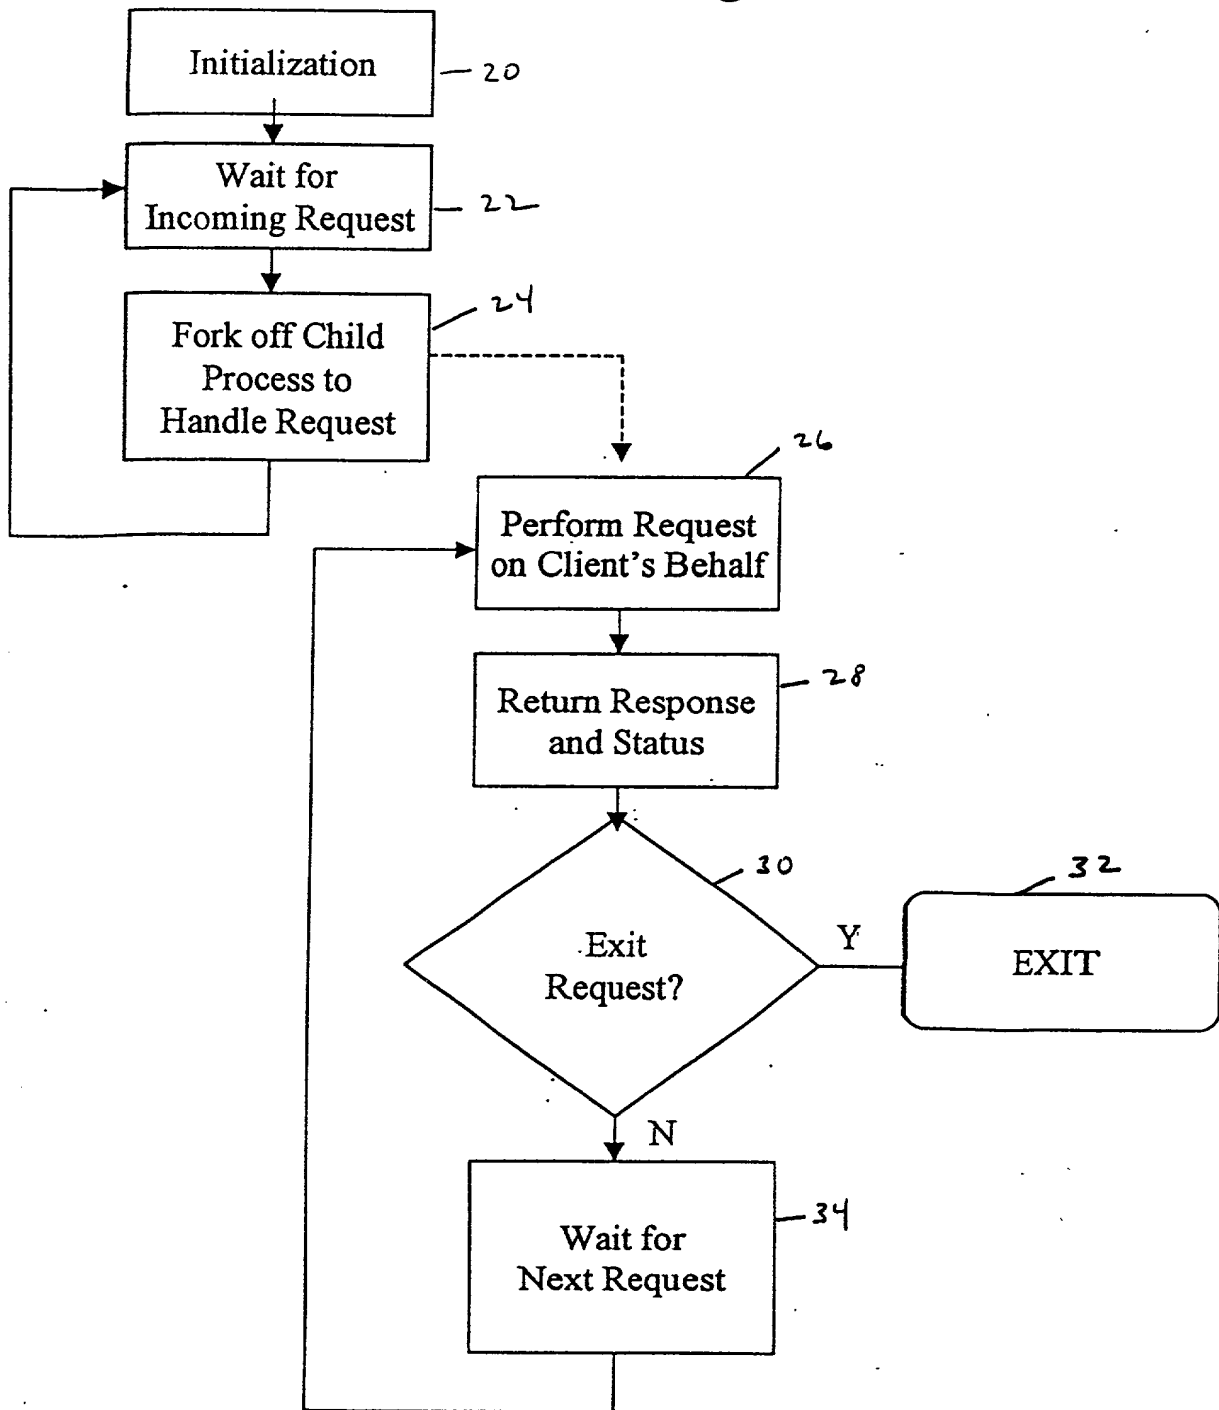 Initialization
20
Wait for
Incoming Request
22
24
Fork off Child
Process to
Handle Request
26
Perform Request
on Client's Behalf
28
Return Response
and Status
30
Exit
Request?
Y
32
EXIT
N
34
Wait for
Next Request